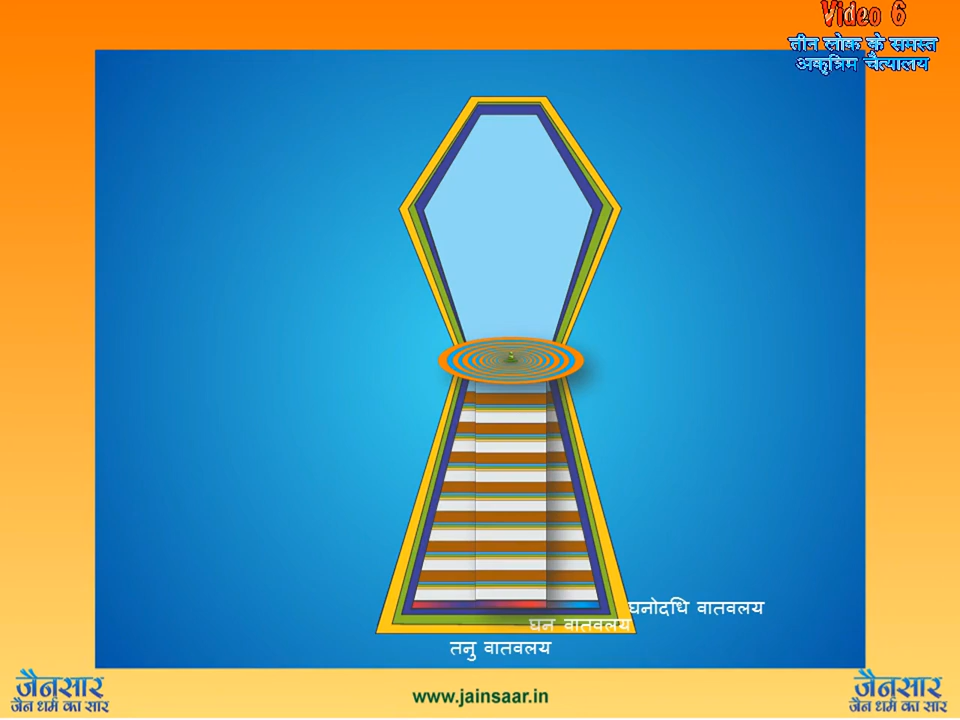 Video 6
तीन लोक के समस्त
अकृत्रिम चैत्यालय
घनोदधि वातवलय
घन वातवलय
तनु वातवलय
जैनसार
जैन धर्म का सार
www.jainsaar.in
जैनसार
जैन धर्म का सार